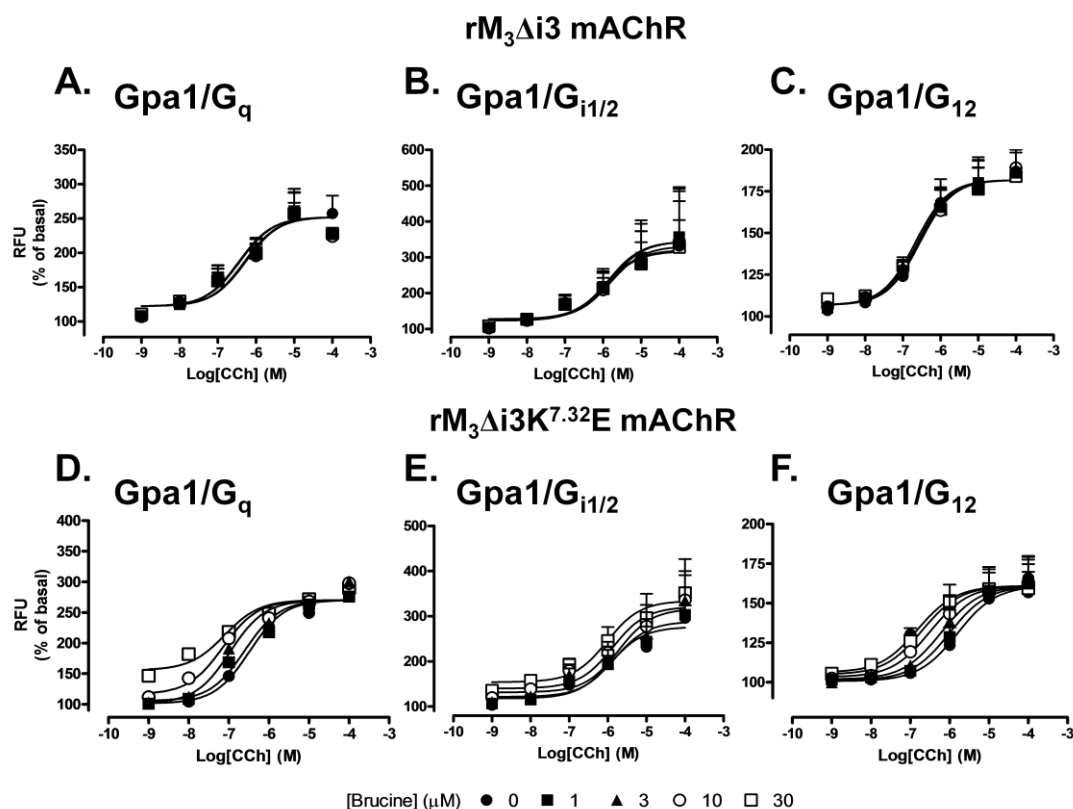 rM₃Δi3 mAChR
A. Gpa1/Gq
B. Gpa1/Gi1/2
C. Gpa1/G12
RFU
(% of basal)
350
300
250
200
150
100
-10 -9 -8 -7 -6 -5 -4 -3
Log[CCh] (M)
600
500
400
300
200
100
-10 -9 -8 -7 -6 -5 -4 -3
Log[CCh] (M)
200
175
150
125
100
-10 -9 -8 -7 -6 -5 -4 -3
Log[CCh] (M)
rM₃Δi3K⁷·³²E mAChR
D. Gpa1/Gq
E. Gpa1/Gi1/2
F. Gpa1/G12
RFU
(% of basal)
400
350
300
250
200
150
100
-10 -9 -8 -7 -6 -5 -4 -3
Log[CCh] (M)
500
400
300
200
100
-10 -9 -8 -7 -6 -5 -4 -3
Log[CCh] (M)
200
175
150
125
100
-10 -9 -8 -7 -6 -5 -4 -3
Log[CCh] (M)
[Brucine] (μM) ● 0 ■ 1 ▲ 3 ○ 10 □ 30